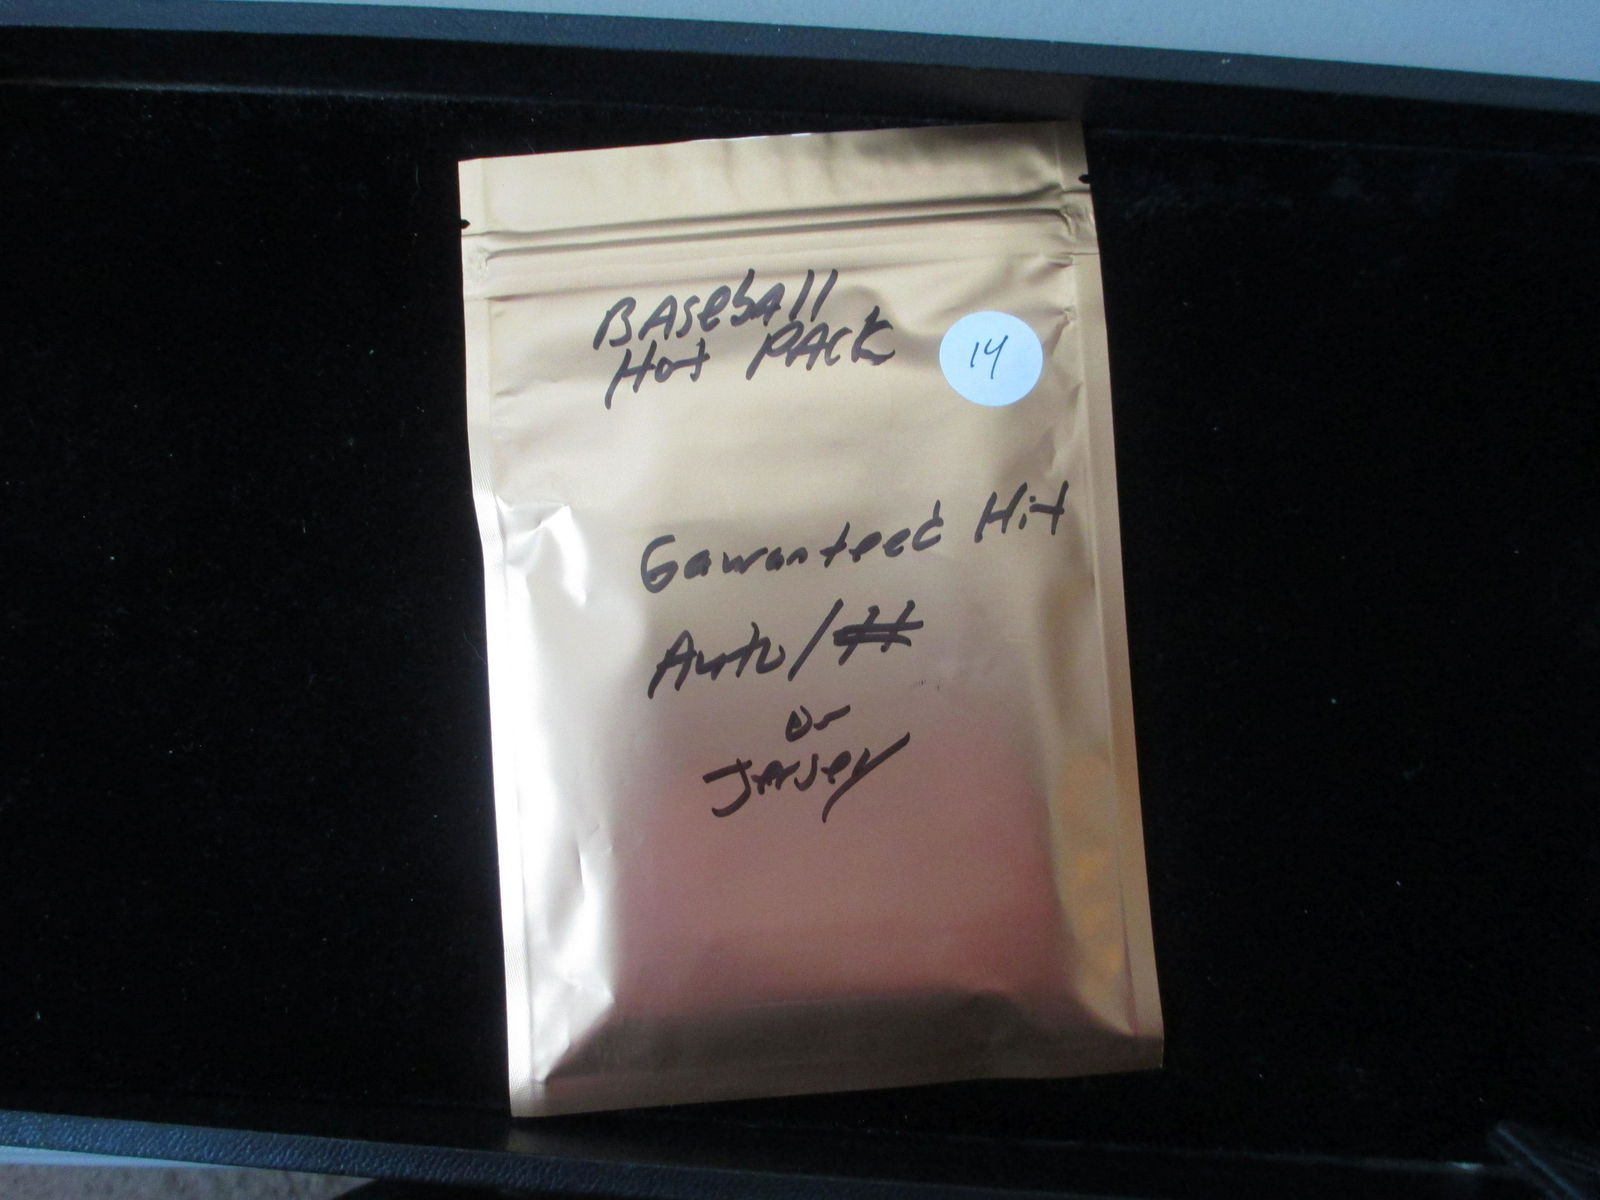 BAseball
Hot PAck
14
Gauranteed Hit
Auto/#
or
Jersey